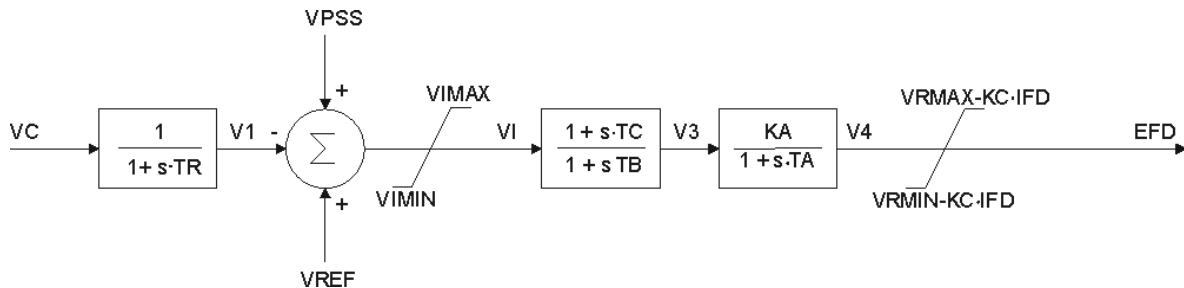 VPSS
+
VIMAX
VRMAX-KC·IFD
VC
1
1+ s·TR
V1
-
Σ
VI
1 + s·TC
1 + s TB
V3
KA
1 + s·TA
V4
EFD
VIMIN
VRMIN-KC·IFD
+
VREF